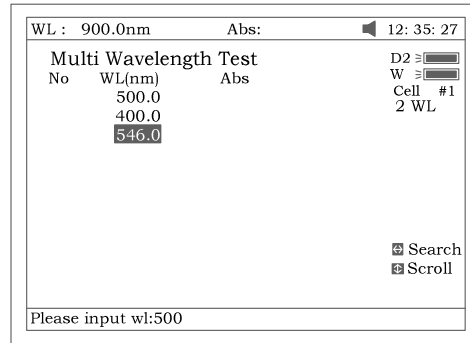 WL : 900.0nm Abs: 12: 35: 27
Multi Wavelength Test
No WL(nm) Abs
500.0
400.0
546.0
D2
W
Cell #1
2 WL
Search
Scroll
Please input wl:500